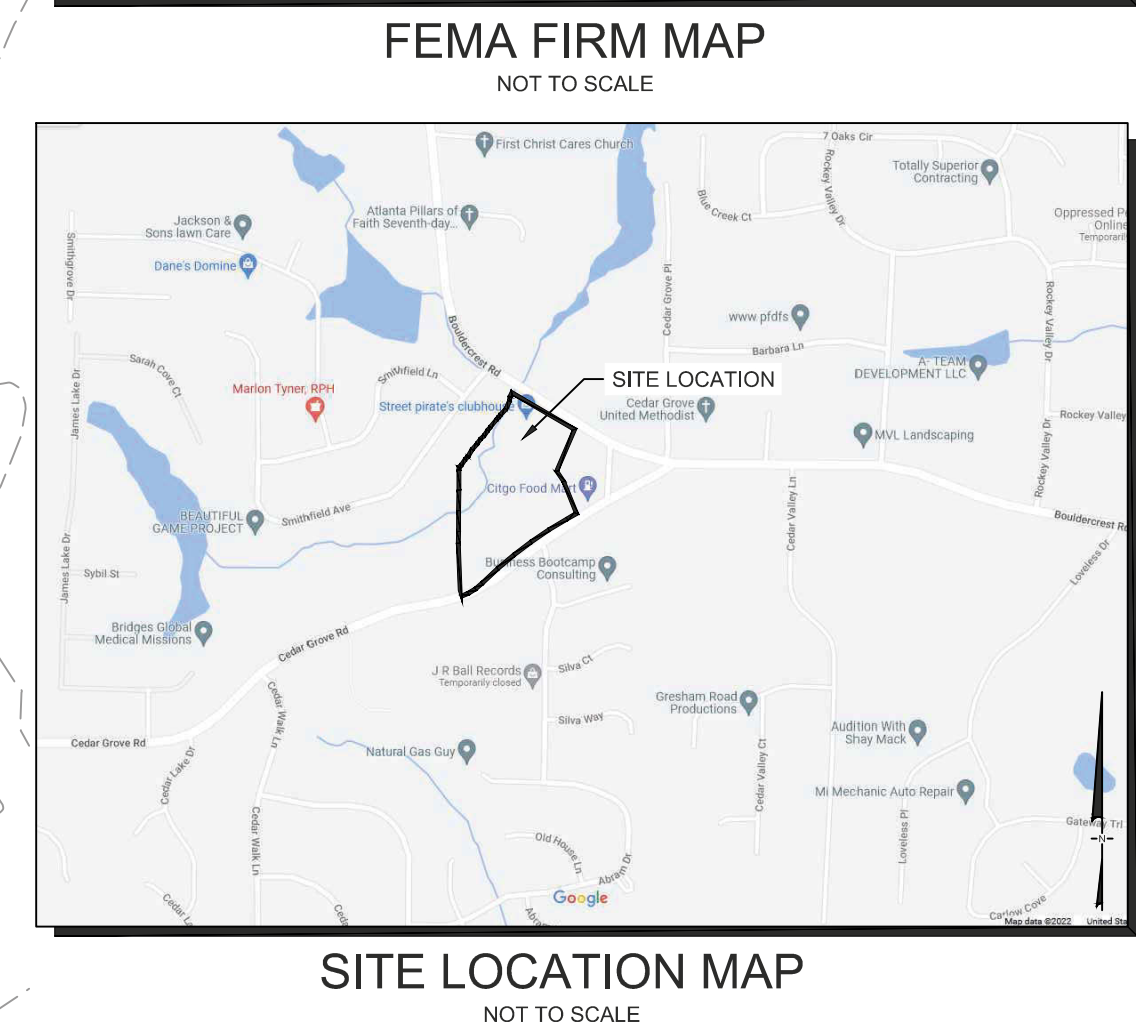 FEMA FIRM MAP
NOT TO SCALE
7 Oaks Cir
First Christ Cares Church
Totally Superior
Contracting
Rockey Valley Dr
Blue Creek Ct
Atlanta Pillars of
Faith Seventh-day...
Jackson &
Sons lawn Care
Oppressed
Online
Smithgrove Dr
Dane's Domine
Cedar Grove Pl
Rockey Valley Dr
www pfdfs
Bouldercrest Rd
Barbara Ln
Sarah Cove Ct
A- TEAM
DEVELOPMENT LLC
James Lake Dr
Smithfield Ln
SITE LOCATION
Marlon Tyner, RPH
Street pirate's clubhouse
Cedar Grove
United Methodist
Rockey Valley
MVL Landscaping
Rockey Valley Dr
Citgo Food Mart
Cedar Valley Ln
BEAUTIFUL
GAME PROJECT
Smithfield Ave
Bouldercrest
Loveless Dr
James Lake Dr
Sybil St
Business Bootcamp
Consulting
Bridges Global
Medical Missions
Cedar Grove Rd
J R Ball Records
Temporarily closed
Silva Ct
Cedar Walk Ln
Gresham Road
Productions
Silva Way
Audition With
Shay Mack
Cedar Grove Rd
Natural Gas Guy
Cedar Lake Dr
Cedar Valley Ct
Mi Mechanic Auto Repair
Gateway Trl
N
Cedar Walk Ln
Loveless Pl
Old House Ln
Abram Dr
Google
Carlow Cove
Map data ©2022
United
SITE LOCATION MAP
NOT TO SCALE